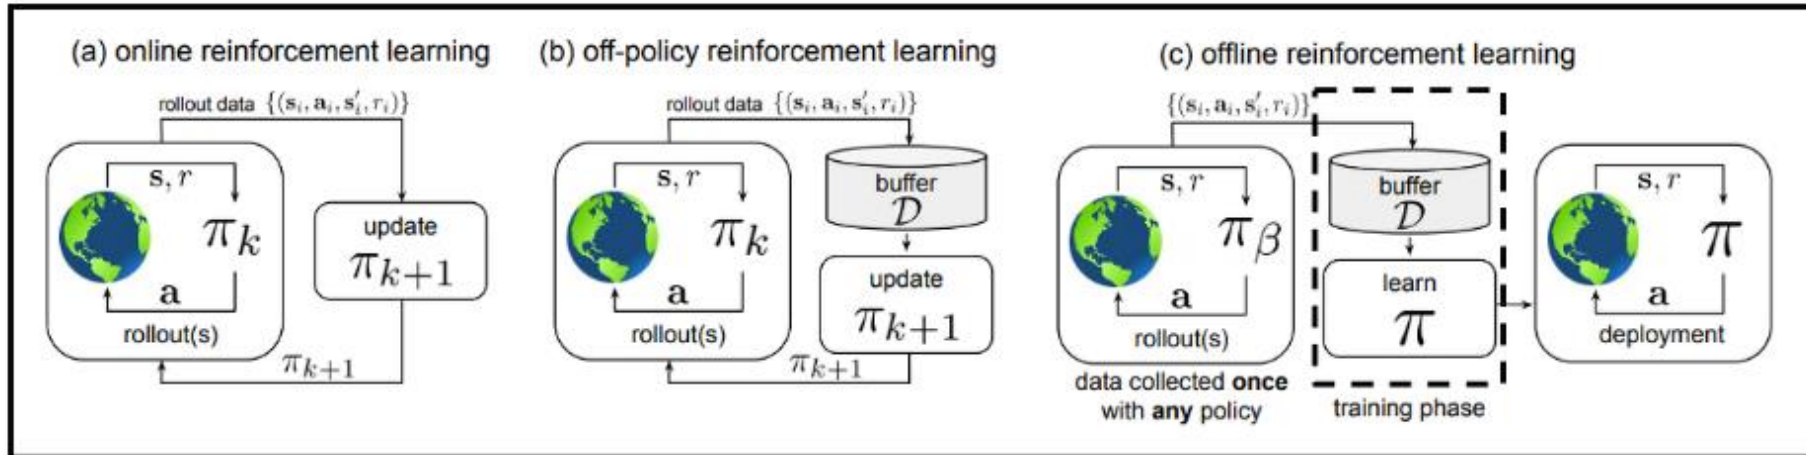 (a) online reinforcement learning
rollout data {(s_i, a_i, s'_i, r_i)}
s, r
π_k
a
rollout(s)
update
π_{k+1}
π_{k+1}
(b) off-policy reinforcement learning
rollout data {(s_i, a_i, s'_i, r_i)}
s, r
π_k
a
rollout(s)
buffer
D
update
π_{k+1}
π_{k+1}
(c) offline reinforcement learning
{(s_i, a_i, s'_i, r_i)}
s, r
π_β
a
rollout(s)
data collected once
with any policy
buffer
D
learn
π
training phase
s, r
π
a
deployment